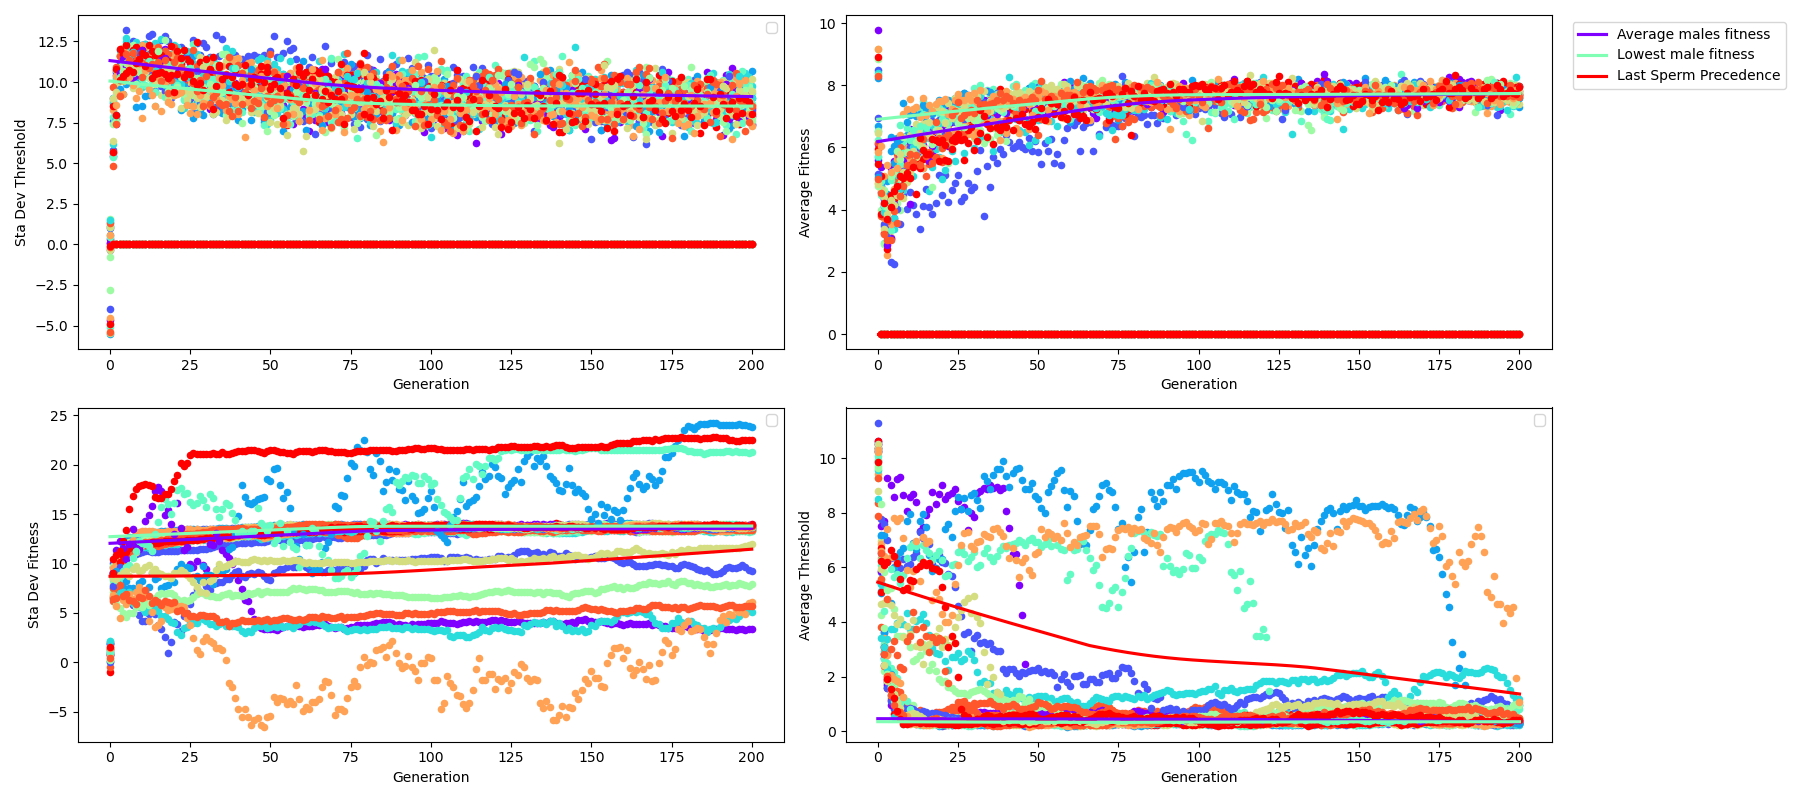 Sta Dev Threshold
12.5
10.0
7.5
5.0
2.5
0.0
−2.5
−5.0
0 25 50 75 100 125 150 175 200
Generation
Average Fitness
10
8
6
4
2
0
0 25 50 75 100 125 150 175 200
Generation
Average males fitness
Lowest male fitness
Last Sperm Precedence
Sta Dev Fitness
25
20
15
10
5
0
−5
0 25 50 75 100 125 150 175 200
Generation
Average Threshold
10
8
6
4
2
0
0 25 50 75 100 125 150 175 200
Generation